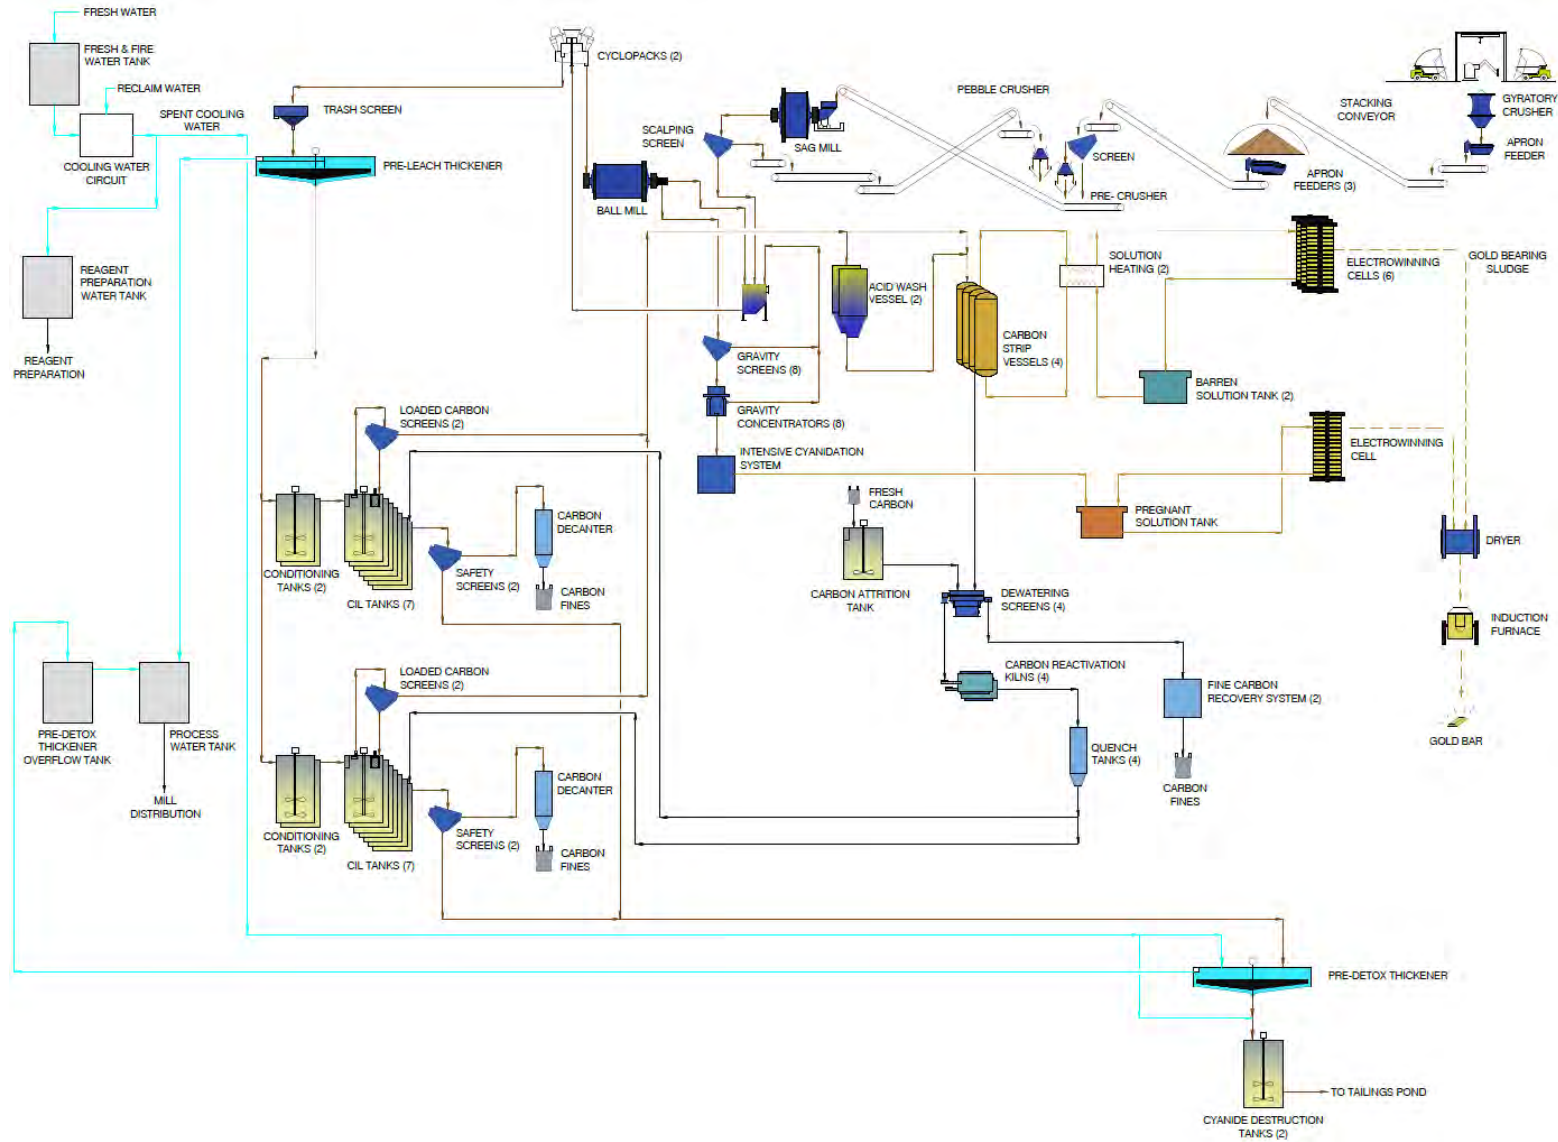 FRESH WATER
FRESH & FIRE
WATER TANK
RECLAIM WATER
SPENT COOLING
WATER
COOLING WATER
CIRCUIT
TRASH SCREEN
PRE-LEACH THICKENER
CYCLOPACKS (2)
BALL MILL
SCALPING
SCREEN
SAG MILL
PEBBLE CRUSHER
SCREEN
PRE- CRUSHER
STACKING
CONVEYOR
APRON
FEEDERS (3)
GYRATORY
CRUSHER
APRON
FEEDER
REAGENT
PREPARATION
WATER TANK
REAGENT
PREPARATION
ACID WASH
VESSEL (2)
SOLUTION
HEATING (2)
ELECTROWINNING
CELLS (6)
GOLD BEARING
SLUDGE
CARBON
STRIP
VESSELS (4)
GRAVITY
SCREENS (8)
GRAVITY
CONCENTRATORS (8)
BARREN
SOLUTION TANK (2)
LOADED CARBON
SCREENS (2)
INTENSIVE CYANIDATION
SYSTEM
ELECTROWINNING
CELL
FRESH
CARBON
PREGNANT
SOLUTION TANK
CARBON
DECANTER
DRYER
CONDITIONING
TANKS (2)
CIL TANKS (7)
SAFETY
SCREENS (2)
CARBON
FINES
CARBON ATTRITION
TANK
DEWATERING
SCREENS (4)
INDUCTION
FURNACE
LOADED CARBON
SCREENS (2)
CARBON REACTIVATION
KILNS (4)
FINE CARBON
RECOVERY SYSTEM (2)
PRE-DETOX
THICKENER
OVERFLOW TANK
PROCESS
WATER TANK
GOLD BAR
QUENCH
TANKS (4)
CARBON
FINES
MILL
DISTRIBUTION
CARBON
DECANTER
CONDITIONING
TANKS (2)
CIL TANKS (7)
SAFETY
SCREENS (2)
CARBON
FINES
PRE-DETOX THICKENER
TO TAILINGS POND
CYANIDE DESTRUCTION
TANKS (2)